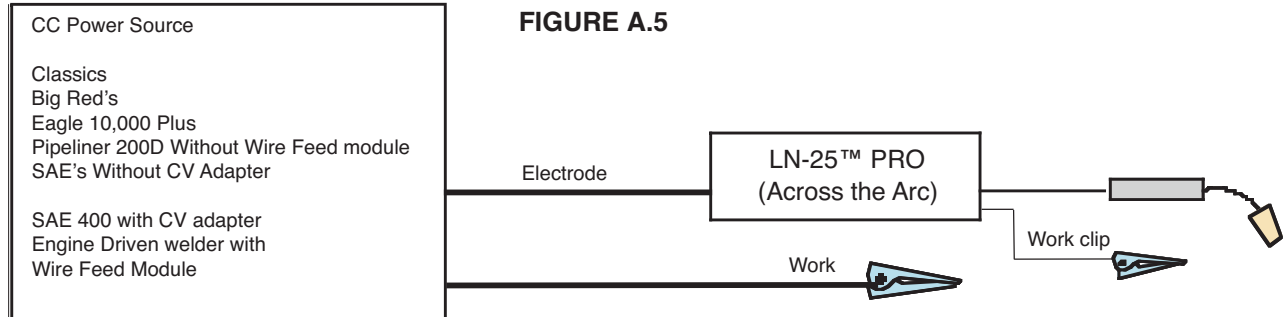 FIGURE A.5
CC Power Source
Classics
Big Red's
Eagle 10,000 Plus
Pipeliner 200D Without Wire Feed module
SAE's Without CV Adapter
SAE 400 with CV adapter
Engine Driven welder with
Wire Feed Module
Electrode
LN-25™ PRO
(Across the Arc)
Work clip
Work